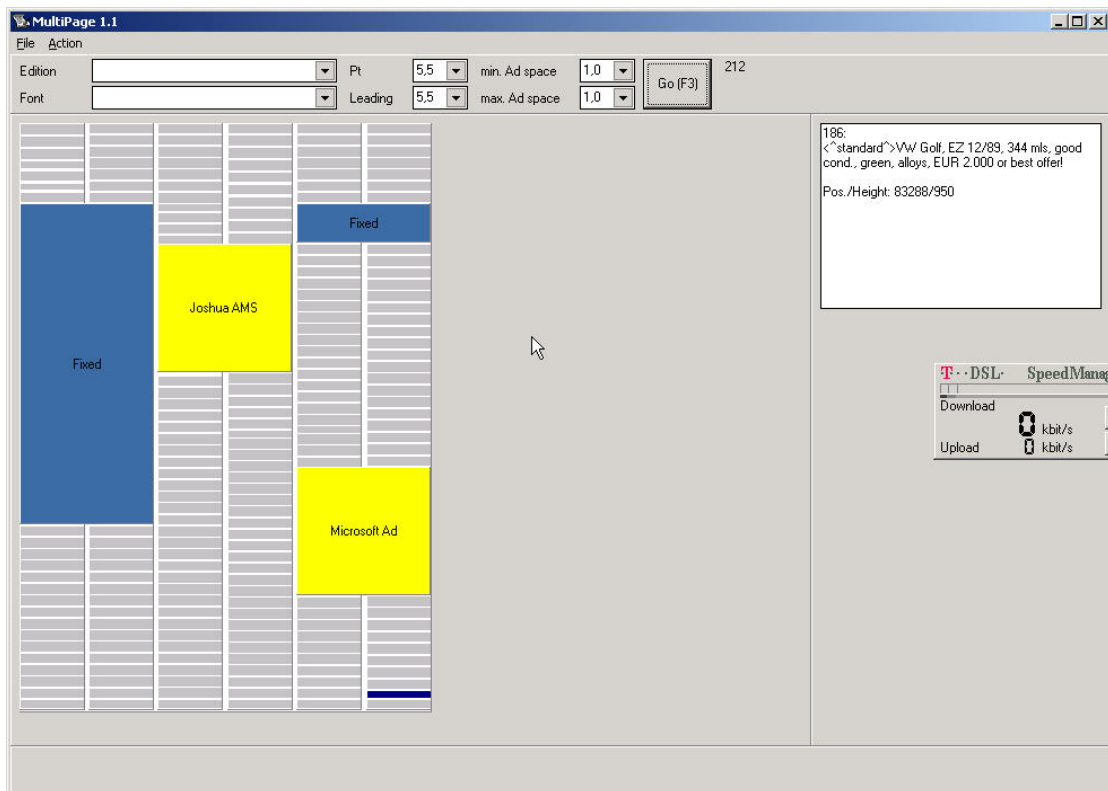 MultiPage 1.1
File Action
Edition Pt 5,5 min. Ad space 1,0 Go (F3) 212
Font Leading 5,5 max. Ad space 1,0
186:
<^standard^>VW Golf, EZ 12/89, 344 mls, good
cond., green, alloys, EUR 2.000 or best offer!
Pos./Height: 83288/950
Fixed
Joshua AMS
Fixed
Microsoft Ad
T··DSL· SpeedManag
Download
0 kbit/s
Upload 0 kbit/s